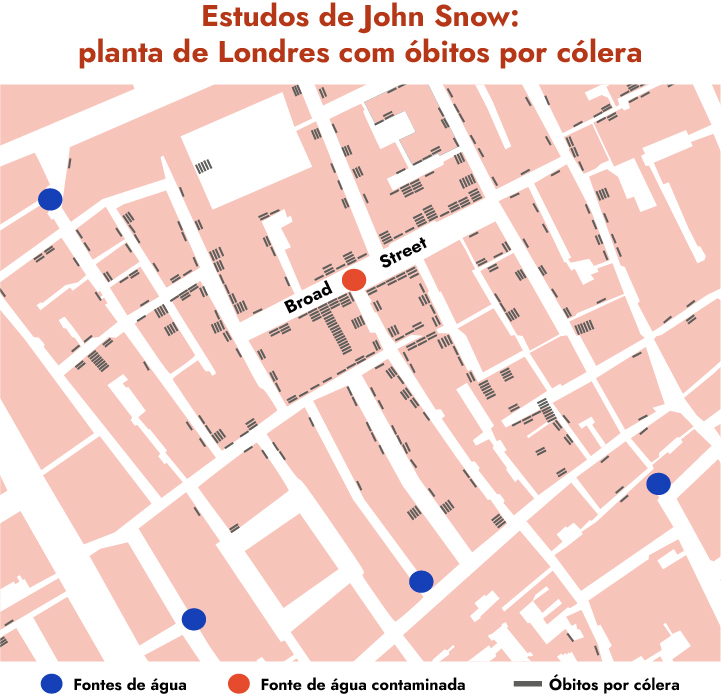 Estudos de John Snow:
planta de Londres com óbitos por cólera
Broad Street
Fontes de água
Fonte de água contaminada
Óbitos por cólera